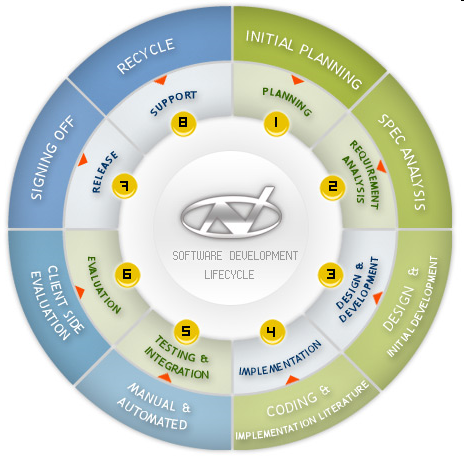 SOFTWARE DEVELOPMENT
LIFECYCLE
INITIAL PLANNING
PLANNING
1
SPEC ANALYSIS
REQUIREMENT
ANALYSIS
2
DESIGN &
INITIAL DEVELOPMENT
DESIGN &
DEVELOPMENT
3
CODING &
IMPLEMENTATION LITERATURE
IMPLEMENTATION
4
MANUAL &
AUTOMATED
TESTING &
INTEGRATION
5
CLIENT SIDE
EVALUATION
EVALUATION
6
SIGNING OFF
RELEASE
7
RECYCLE
SUPPORT
8